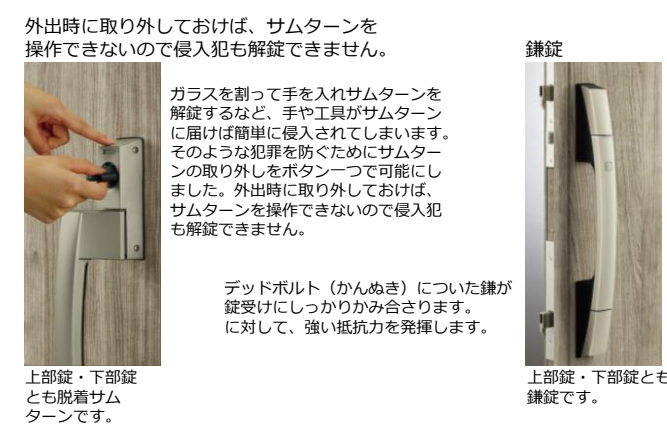 外出時に取り外しておけば、サムターンを
操作できないので侵入犯も解錠できません。
ガラスを割って手を入れサムターンを
解錠するなど、手や工具がサムターン
に届けば簡単に侵入されてしまいます。
そのような犯罪を防ぐためにサムター
ンの取り外しをボタン一つで可能にし
ました。外出時に取り外しておけば、
サムターンを操作できないので侵入犯
も解錠できません。
上部錠・下部錠
とも脱着サム
ターンです。
鎌錠
デッドボルト（かんぬき）についた鎌が
錠受けにしっかりかみ合さります。
に対して、強い抵抗力を発揮します。
上部錠・下部錠とも
鎌錠です。